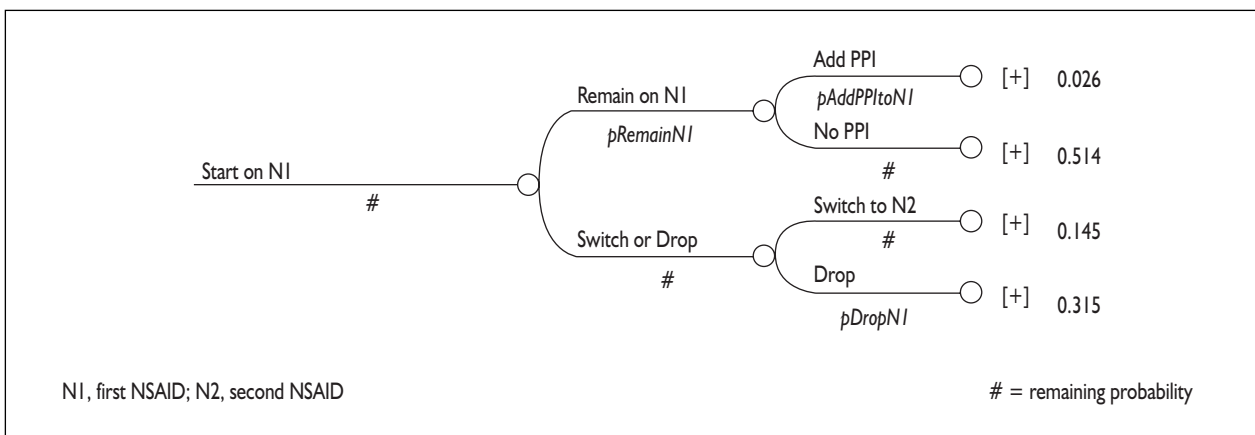 Add PPI
[+] 0.026
Remain on N1
pAddPPItoN1
pRemainN1
No PPI
[+] 0.514
#
Start on N1
#
Switch to N2
[+] 0.145
#
Switch or Drop
#
Drop
[+] 0.315
pDropN1
N1, first NSAID; N2, second NSAID
# = remaining probability